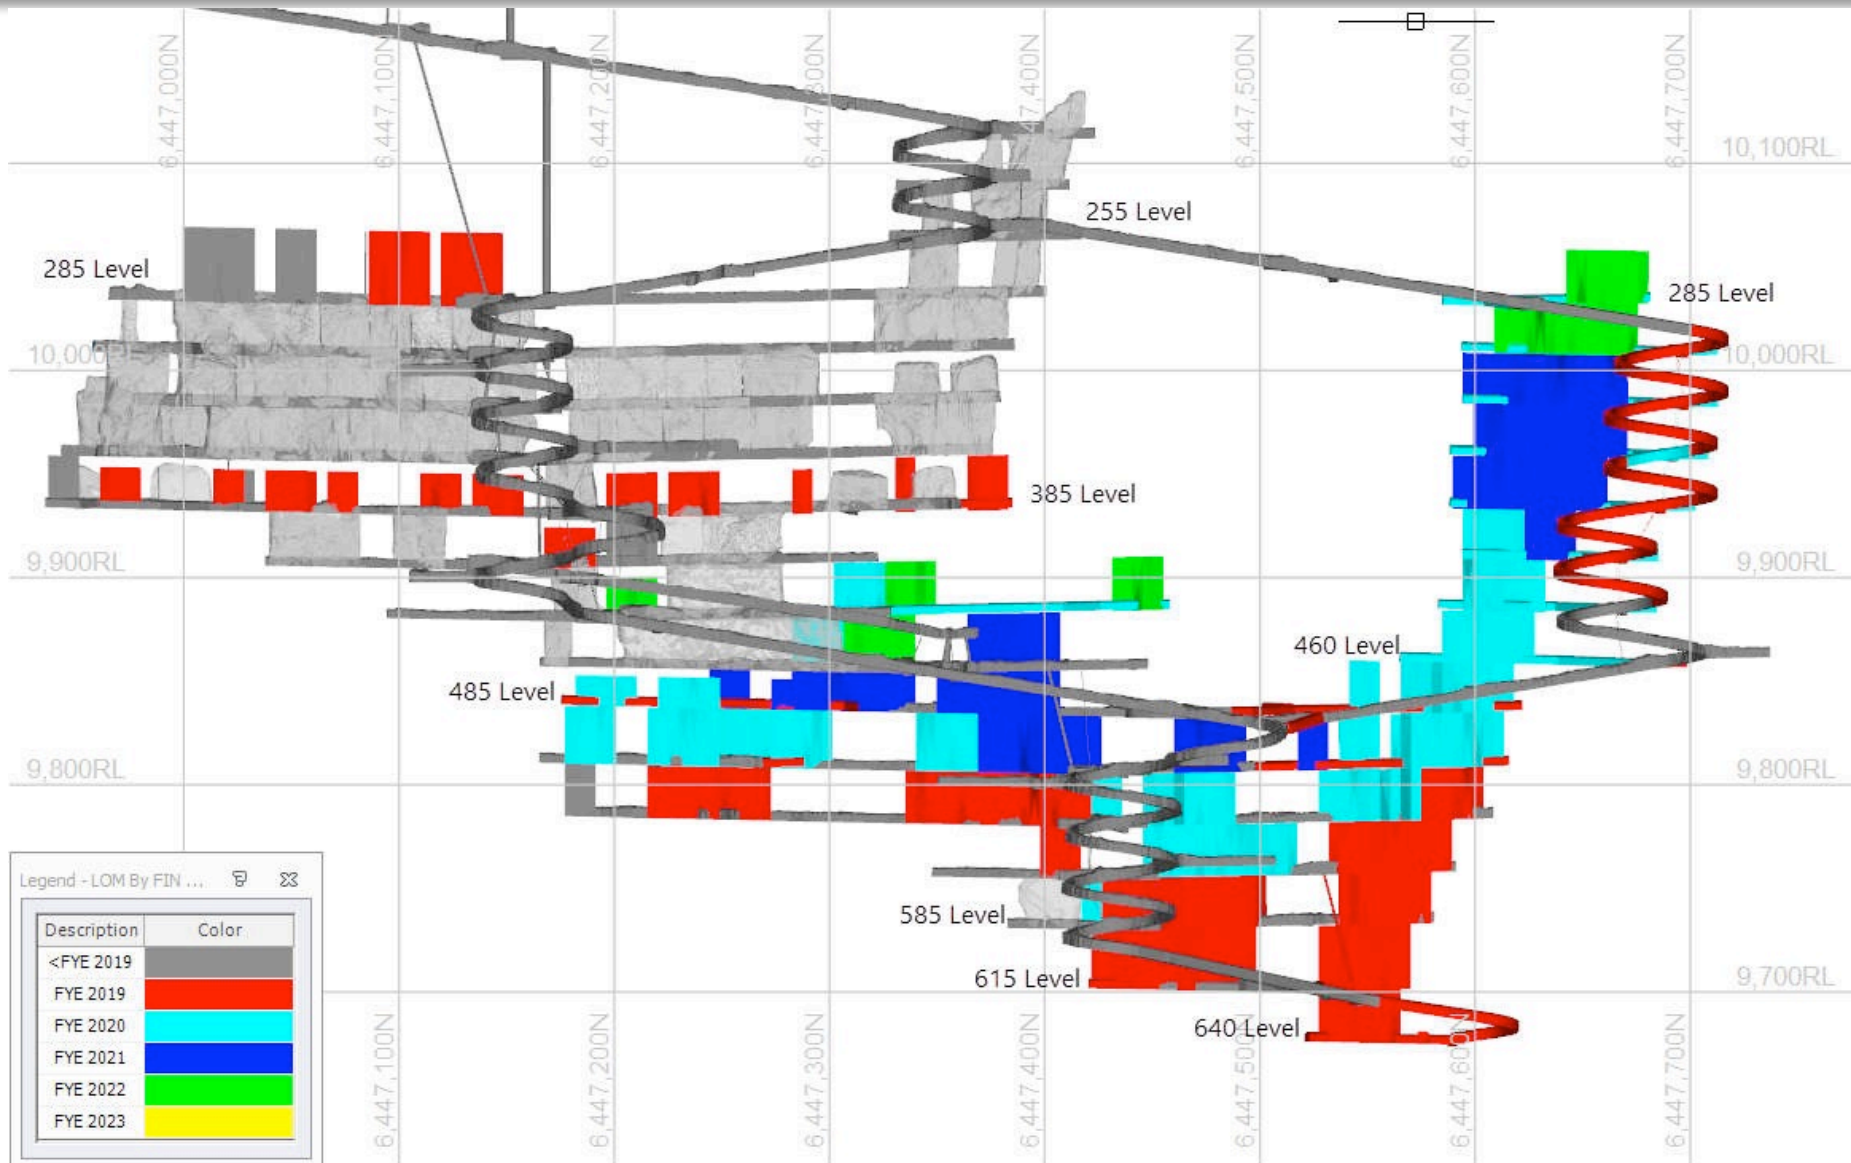 6,447,000N
6,447,100N
6,447,200N
6,447,300N
6,447,400N
6,447,500N
6,447,600N
6,447,700N
10,100RL
255 Level
285 Level
285 Level
10,000RL
10,000RL
385 Level
9,900RL
9,900RL
460 Level
485 Level
9,800RL
9,800RL
585 Level
615 Level
9,700RL
640 Level
Legend - LOM By FIN ...
Description Color
<FYE 2019
FYE 2019
FYE 2020
FYE 2021
FYE 2022
FYE 2023
6,447,100N
6,447,200N
6,447,300N
6,447,400N
6,447,500N
6,447,600N
6,447,700N